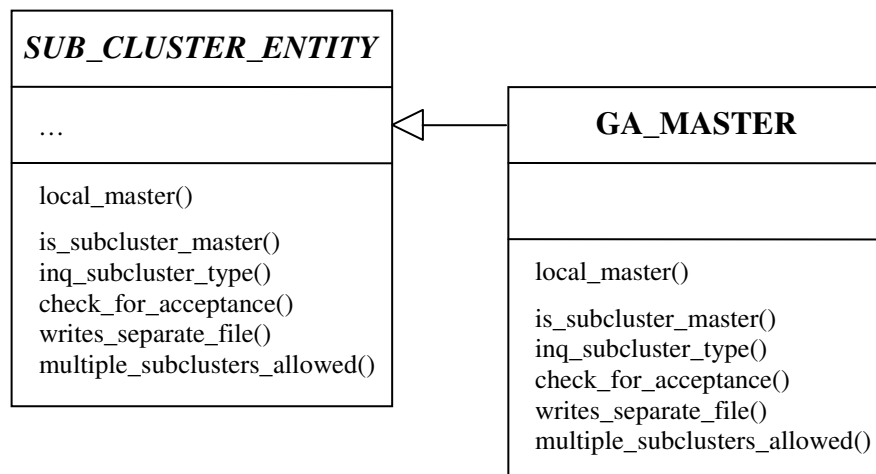 SUB_CLUSTER_ENTITY
…
local_master()
is_subcluster_master()
inq_subcluster_type()
check_for_acceptance()
writes_separate_file()
multiple_subclusters_allowed()
GA_MASTER
local_master()
is_subcluster_master()
inq_subcluster_type()
check_for_acceptance()
writes_separate_file()
multiple_subclusters_allowed()